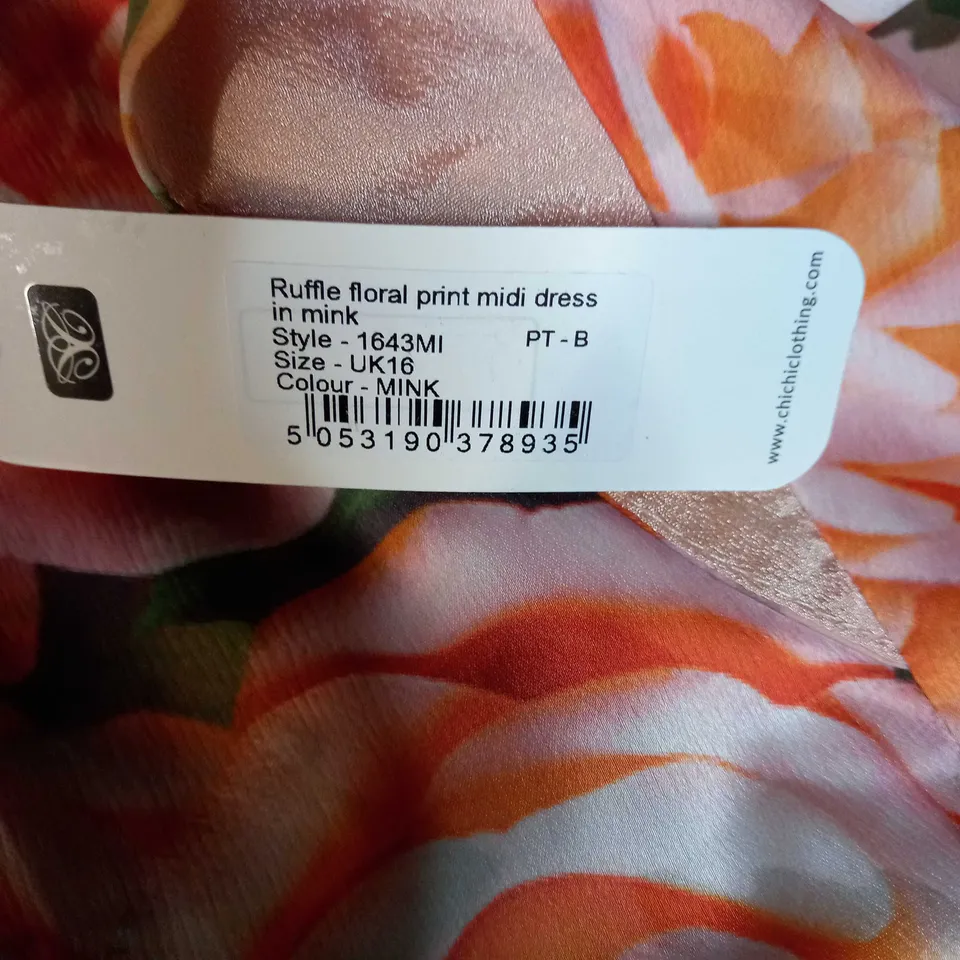 Ruffle floral print midi dress
in mink
Style - 1643MI PT - B
Size - UK16
Colour - MINK
5 053190 378935
www.chichiclothing.com